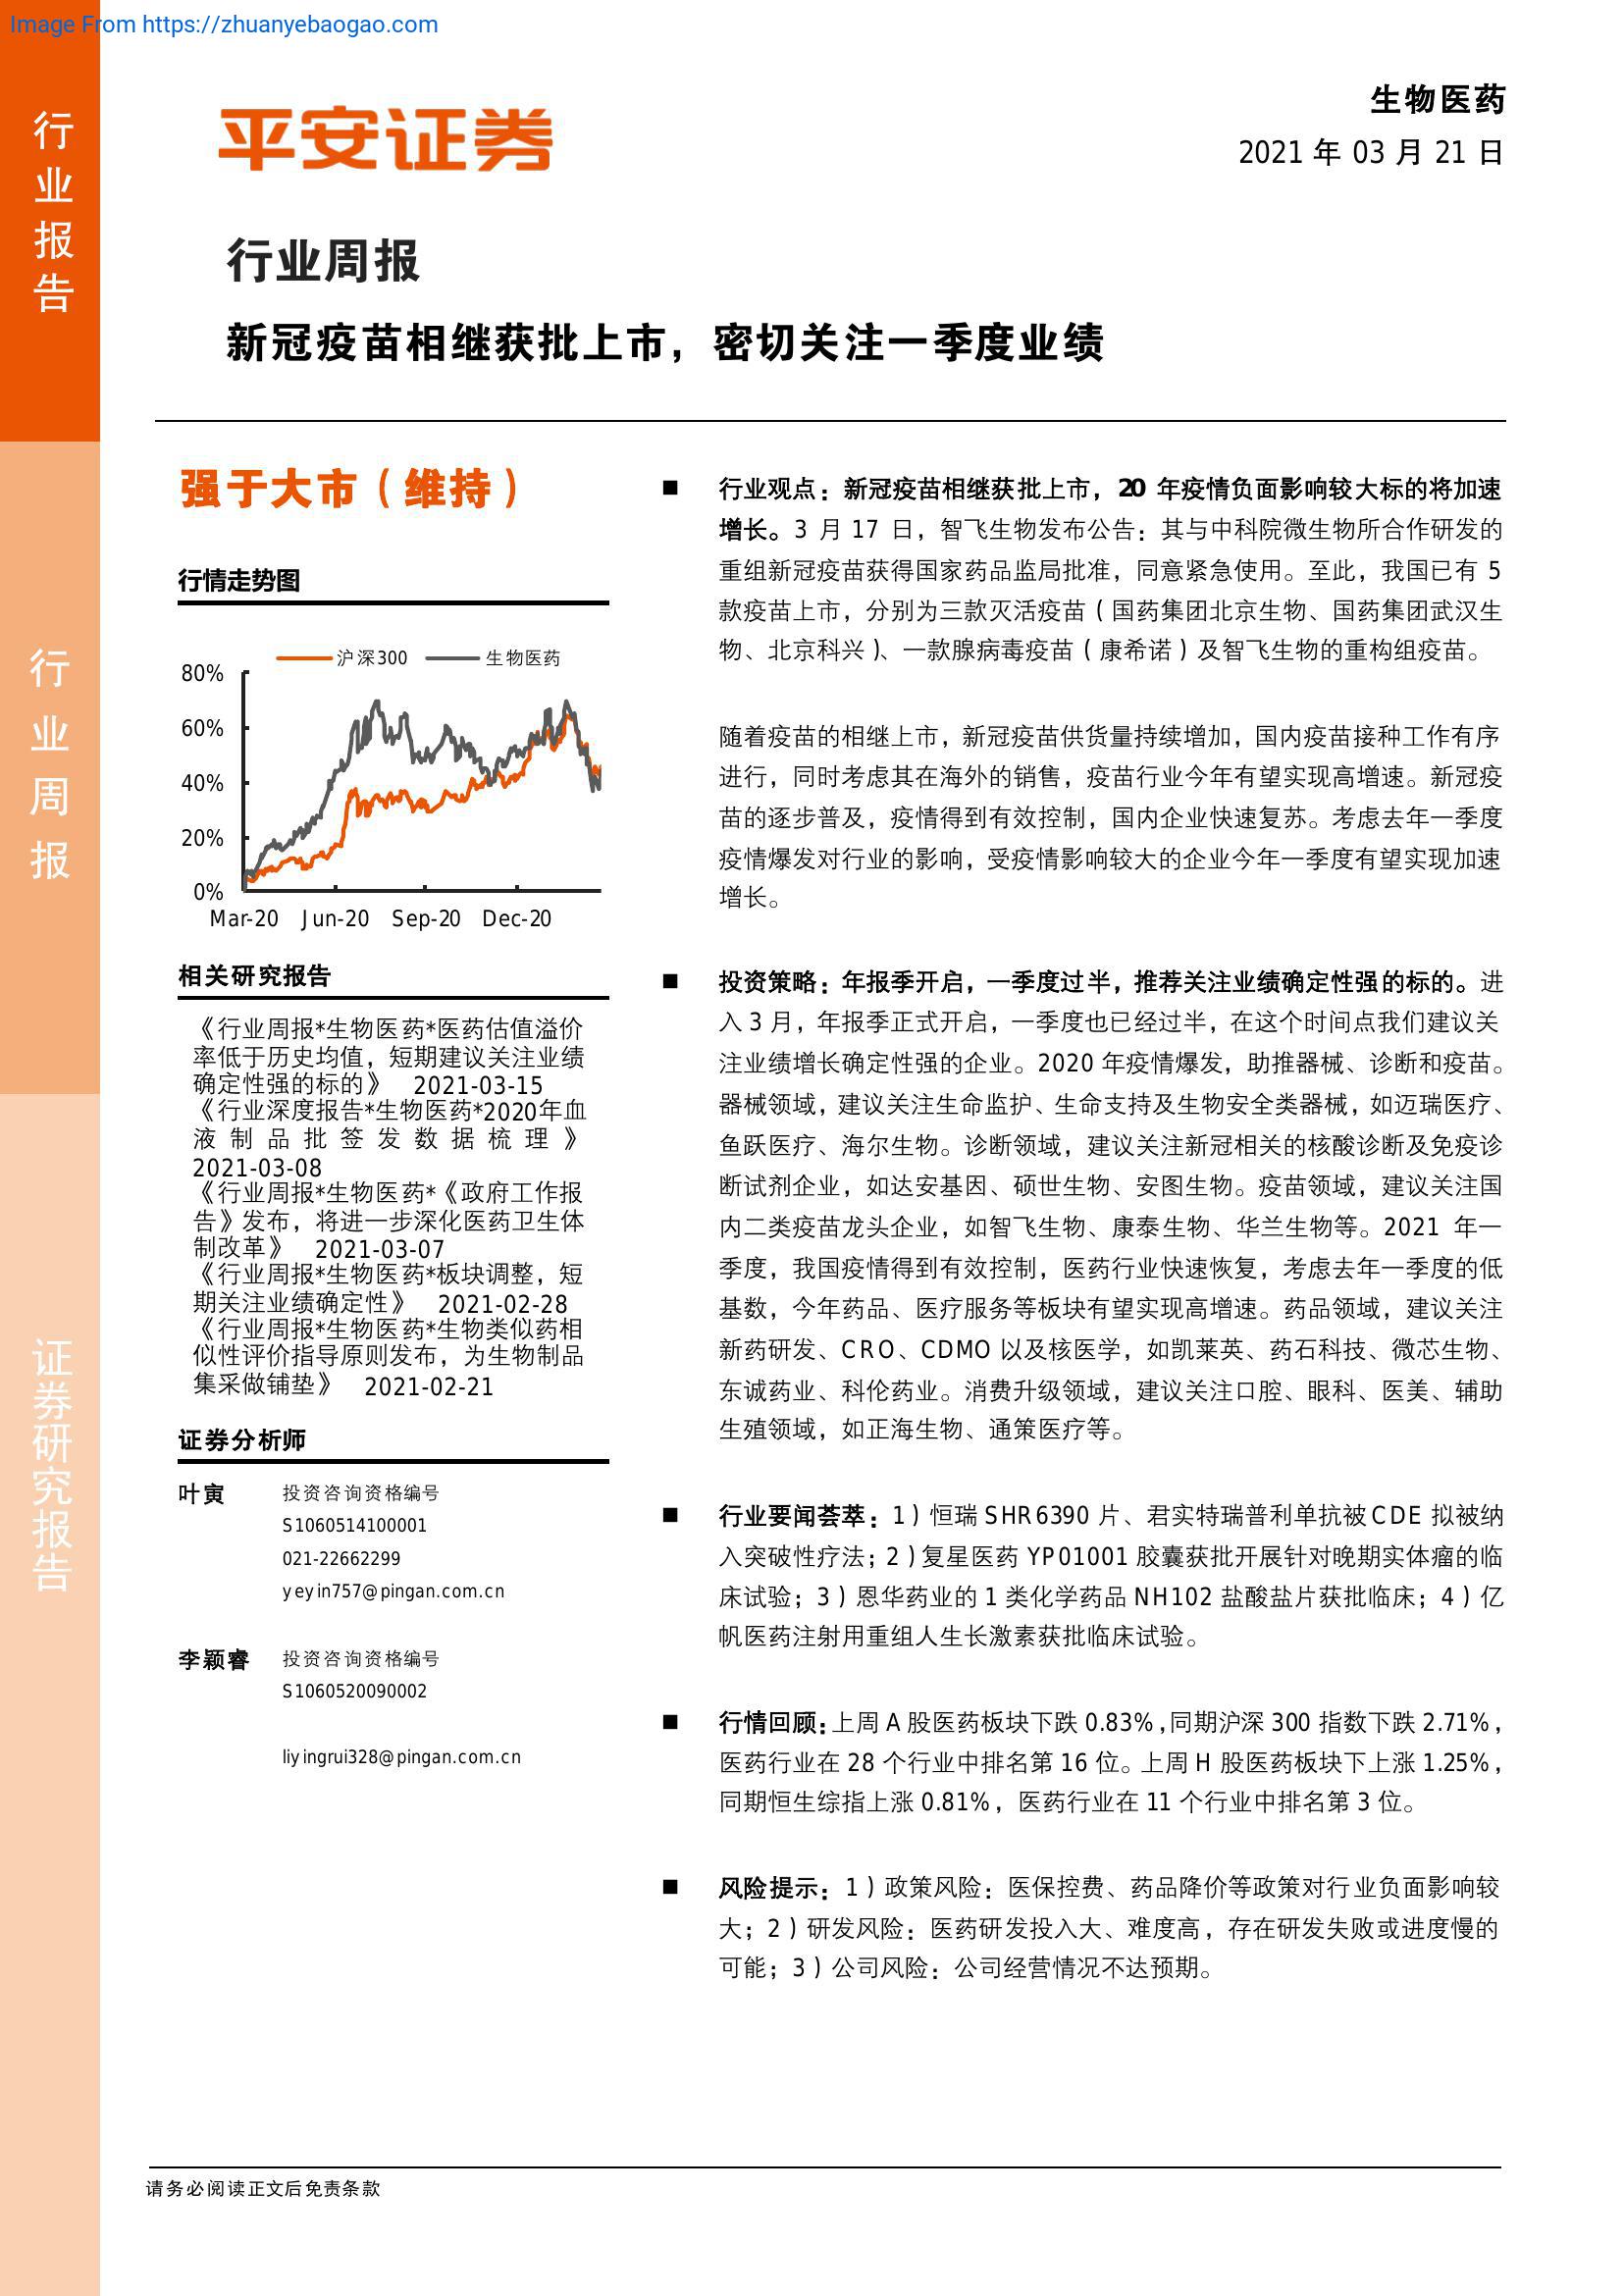 Image From https://zhuanyebaogao.com
行业报告
行业周报
证券研究报告
平安证券
生物医药
2021 年 03 月 21 日
行业周报
新冠疫苗相继获批上市，密切关注一季度业绩
强于大市（维持）
行情走势图
沪深300 生物医药
80%
60%
40%
20%
0%
Mar-20 Jun-20 Sep-20 Dec-20
相关研究报告
《行业周报*生物医药*医药估值溢价
率低于历史均值，短期建议关注业绩
确定性强的标的》 2021-03-15
《行业深度报告*生物医药*2020年血
液制品批签发数据梳理》
2021-03-08
《行业周报*生物医药*《政府工作报
告》发布，将进一步深化医药卫生体
制改革》 2021-03-07
《行业周报*生物医药*板块调整，短
期关注业绩确定性》 2021-02-28
《行业周报*生物医药*生物类似药相
似性评价指导原则发布，为生物制品
集采做铺垫》 2021-02-21
证券分析师
叶寅 投资咨询资格编号
S1060514100001
021-22662299
yeyin757@pingan.com.cn
李颖睿 投资咨询资格编号
S1060520090002
liyingrui328@pingan.com.cn
■ 行业观点：新冠疫苗相继获批上市，20 年疫情负面影响较大标的将加速
增长。3 月 17 日，智飞生物发布公告：其与中科院微生物所合作研发的
重组新冠疫苗获得国家药品监局批准，同意紧急使用。至此，我国已有 5
款疫苗上市，分别为三款灭活疫苗（国药集团北京生物、国药集团武汉生
物、北京科兴）、一款腺病毒疫苗（康希诺）及智飞生物的重构组疫苗。
随着疫苗的相继上市，新冠疫苗供货量持续增加，国内疫苗接种工作有序
进行，同时考虑其在海外的销售，疫苗行业今年有望实现高增速。新冠疫
苗的逐步普及，疫情得到有效控制，国内企业快速复苏。考虑去年一季度
疫情爆发对行业的影响，受疫情影响较大的企业今年一季度有望实现加速
增长。
■ 投资策略：年报季开启，一季度过半，推荐关注业绩确定性强的标的。进
入 3 月，年报季正式开启，一季度也已经过半，在这个时间点我们建议关
注业绩增长确定性强的企业。2020 年疫情爆发，助推器械、诊断和疫苗。
器械领域，建议关注生命监护、生命支持及生物安全类器械，如迈瑞医疗、
鱼跃医疗、海尔生物。诊断领域，建议关注新冠相关的核酸诊断及免疫诊
断试剂企业，如达安基因、硕世生物、安图生物。疫苗领域，建议关注国
内二类疫苗龙头企业，如智飞生物、康泰生物、华兰生物等。2021 年一
季度，我国疫情得到有效控制，医药行业快速恢复，考虑去年一季度的低
基数，今年药品、医疗服务等板块有望实现高增速。药品领域，建议关注
新药研发、CRO、CDMO 以及核医学，如凯莱英、药石科技、微芯生物、
东诚药业、科伦药业。消费升级领域，建议关注口腔、眼科、医美、辅助
生殖领域，如正海生物、通策医疗等。
■ 行业要闻荟萃：1）恒瑞 SHR6390 片、君实特瑞普利单抗被 CDE 拟被纳
入突破性疗法；2）复星医药 YP01001 胶囊获批开展针对晚期实体瘤的临
床试验；3）恩华药业的 1 类化学药品 NH102 盐酸盐片获批临床；4）亿
帆医药注射用重组人生长激素获批临床试验。
■ 行情回顾：上周 A 股医药板块下跌 0.83%，同期沪深 300 指数下跌 2.71%，
医药行业在 28 个行业中排名第 16 位。上周 H 股医药板块下上涨 1.25%，
同期恒生综指上涨 0.81%，医药行业在 11 个行业中排名第 3 位。
■ 风险提示：1）政策风险：医保控费、药品降价等政策对行业负面影响较
大；2）研发风险：医药研发投入大、难度高，存在研发失败或进度慢的
可能；3）公司风险：公司经营情况不达预期。
请务必阅读正文后免责条款